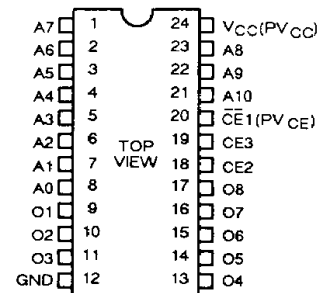 A7 1 24 VCC(PVCC)
A6 2 23 A8
A5 3 22 A9
A4 4 21 A10
A3 5 20 C̅E̅1(PVCE)
A2 6 TOP 19 CE3
A1 7 VIEW 18 CE2
A0 8 17 O8
O1 9 16 O7
O2 10 15 O6
O3 11 14 O5
GND 12 13 O4